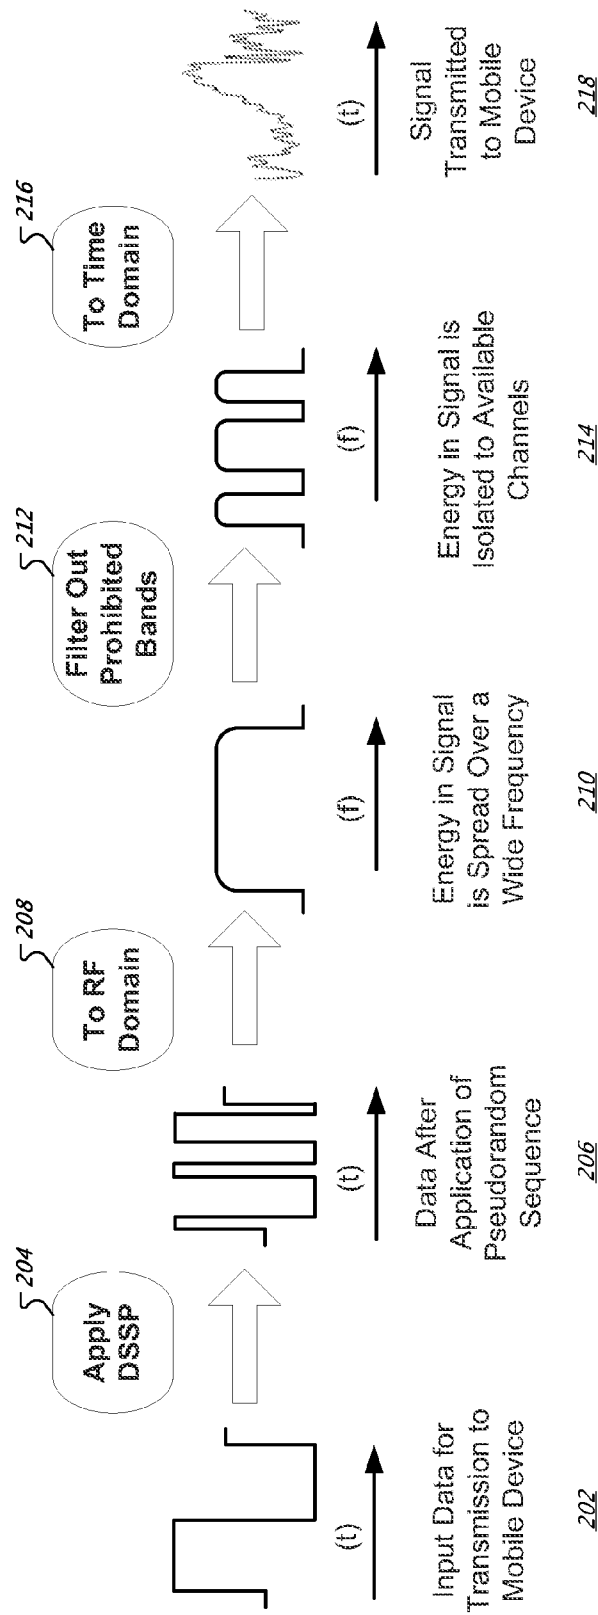 204
Apply
DSSP
208
To RF
Domain
212
Filter Out
Prohibited
Bands
216
To Time
Domain
(t)
(t)
(f)
(f)
(t)
Input Data for
Transmission to
Mobile Device
Data After
Application of
Pseudorandom
Sequence
Energy in Signal
is Spread Over a
Wide Frequency
Energy in Signal is
Isolated to Available
Channels
Signal
Transmitted
to Mobile
Device
202
206
210
214
218